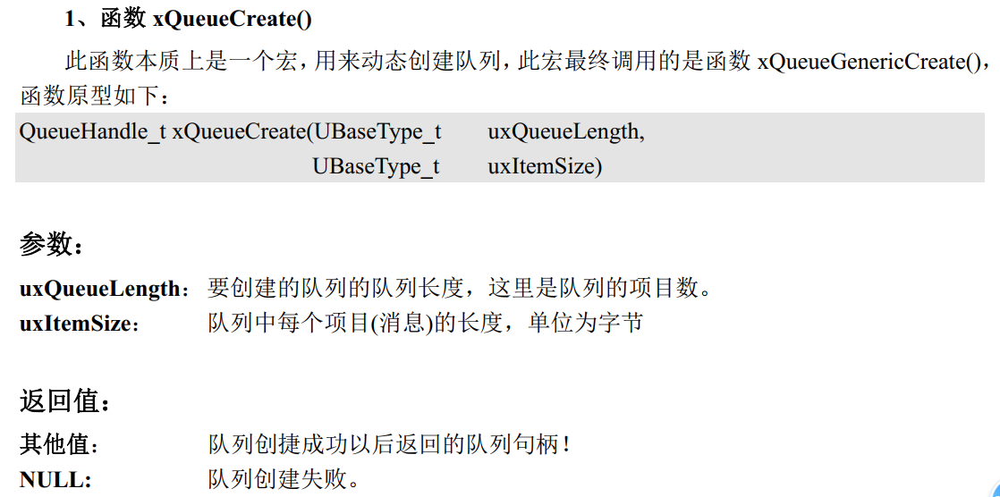 1、函数 xQueueCreate()
此函数本质上是一个宏，用来动态创建队列，此宏最终调用的是函数 xQueueGenericCreate()，
函数原型如下：
QueueHandle_t xQueueCreate(UBaseType_t uxQueueLength,
UBaseType_t uxItemSize)
参数：
uxQueueLength： 要创建的队列的队列长度，这里是队列的项目数。
uxItemSize： 队列中每个项目(消息)的长度，单位为字节
返回值：
其他值： 队列创捷成功以后返回的队列句柄！
NULL: 队列创建失败。